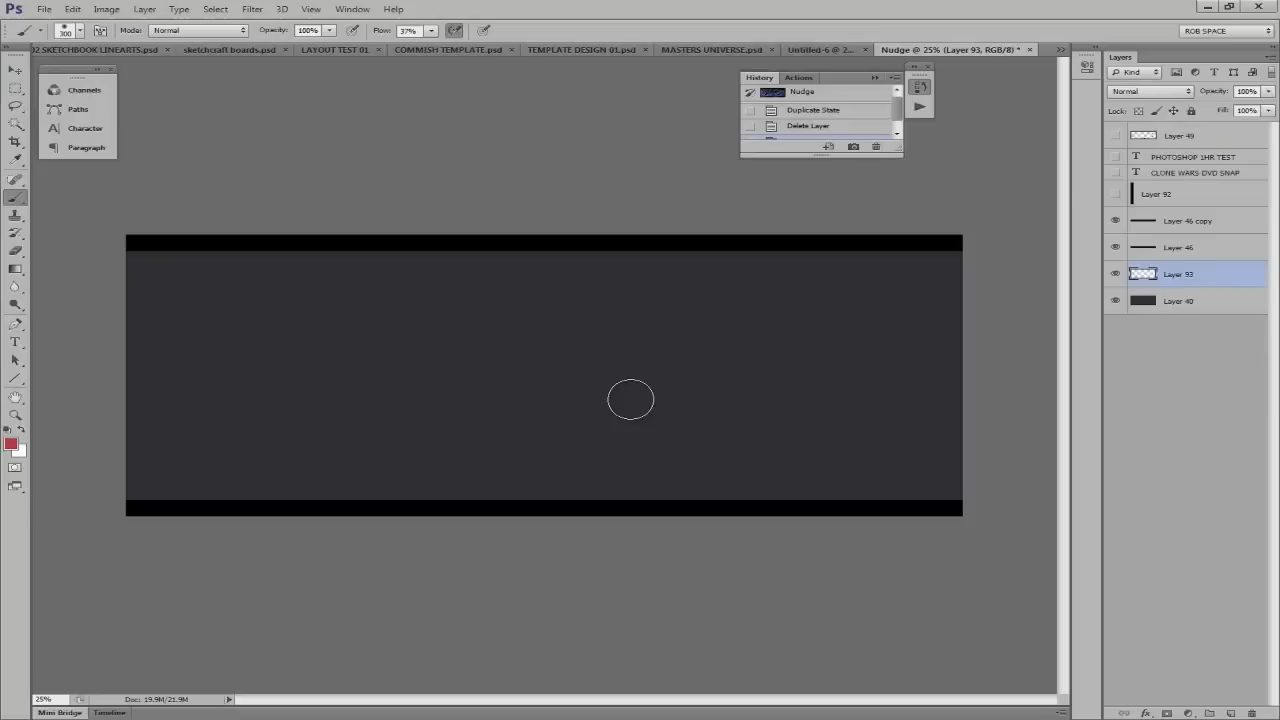 Ps File Edit Image Layer Type Select Filter 3D View Window Help
300 Mode: Normal Opacity: 100% Flow: 37% ROB SPACE
02 SKETCHBOOK LINEARTS.psd × sketchcraft boards.psd × LAYOUT TEST 01 × COMMISH TEMPLATE.psd × TEMPLATE DESIGN 01.psd × MASTERS UNIVERSE.psd × Untitled-6 @ 2... × Nudge @ 25% (Layer 93, RGB/8) * ×
Channels
Paths
Character
Paragraph
History Actions
Nudge
Duplicate State
Delete Layer
Layers
Kind
Normal Opacity: 100%
Lock: Fill: 100%
Layer 49
T PHOTOSHOP 1HR TEST
T CLONE WARS DVD SNAP
Layer 92
Layer 46 copy
Layer 46
Layer 93
Layer 40
25% Doc: 19.9M/21.9M
Mini Bridge Timeline